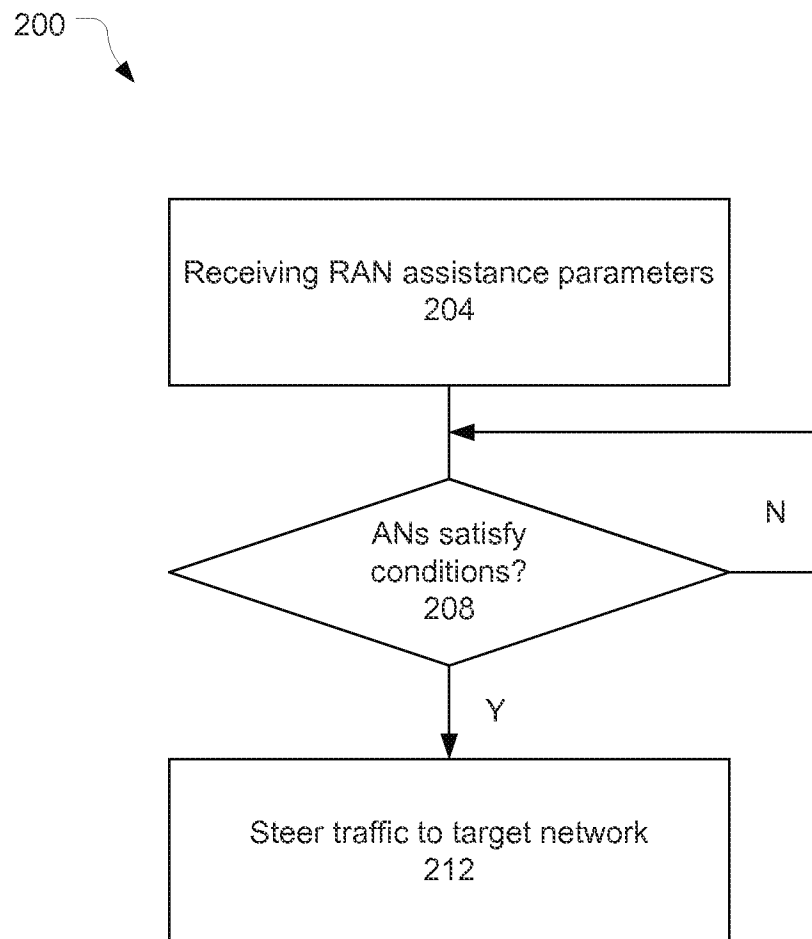 200
Receiving RAN assistance parameters
204
ANs satisfy
conditions?
208
N
Y
Steer traffic to target network
212